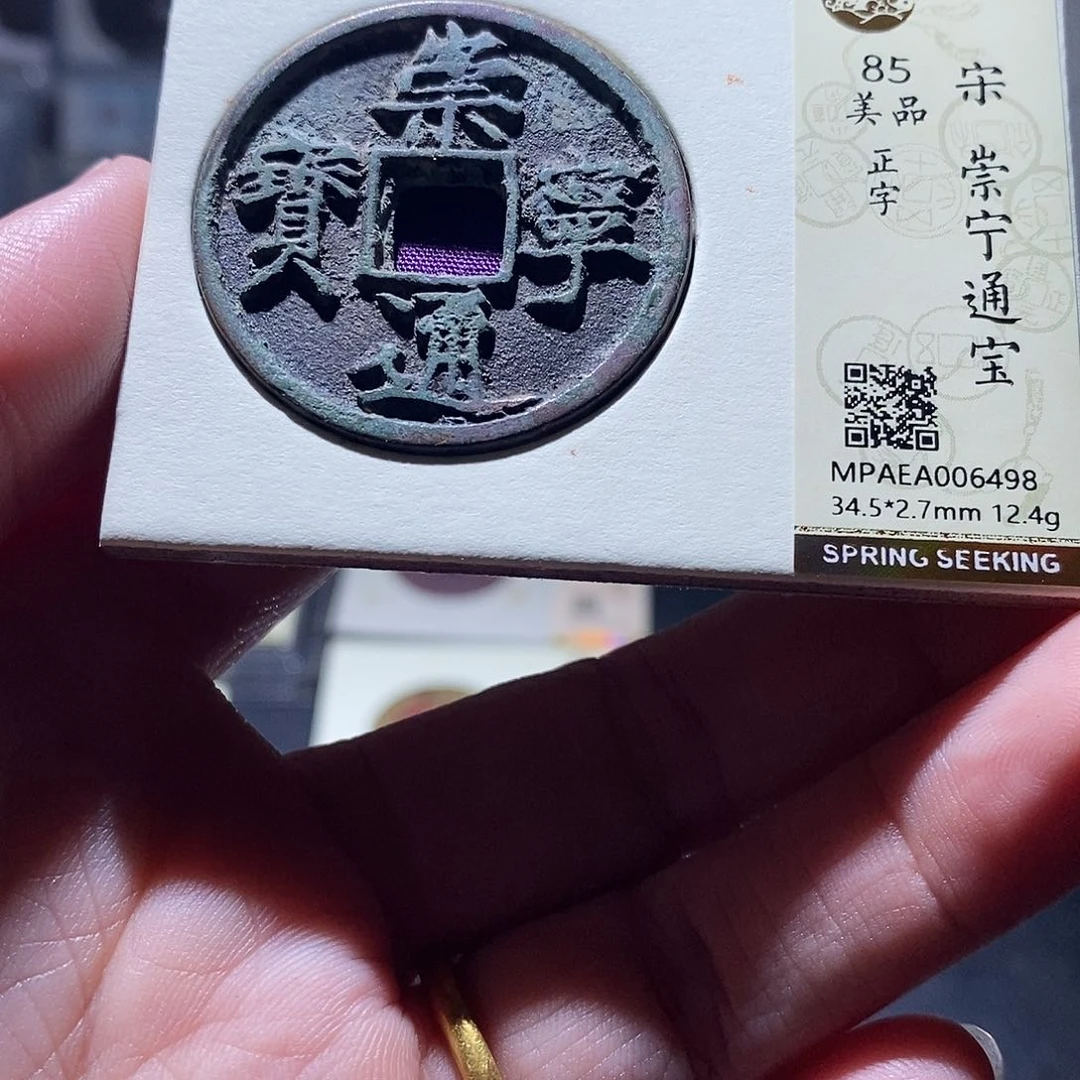 崇
寧
通
寳
85
美品
正字
宋 崇宁通宝
MPAEA006498
34.5*2.7mm 12.4g
SPRING SEEKING